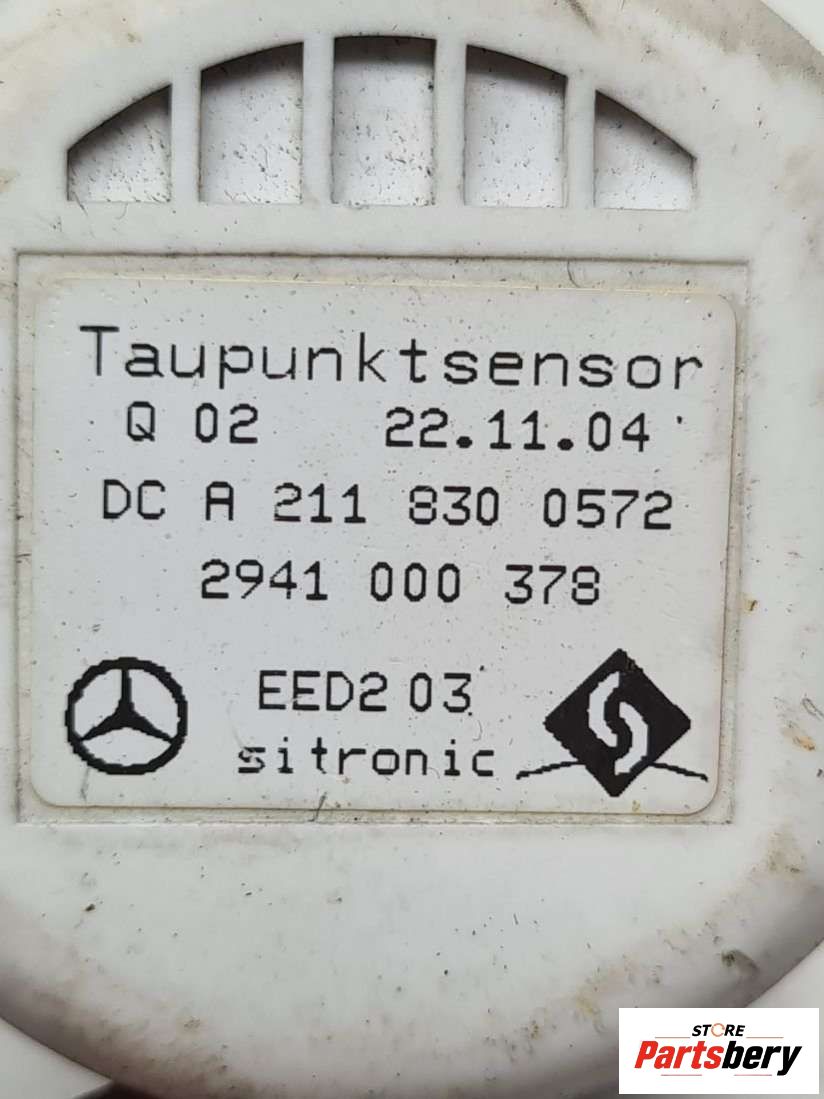 Taupunktsensor
Q 02 22.11.04
DC A 211 830 0572
2941 000 378
EED2 03
sitronic
STORE
Partsbery